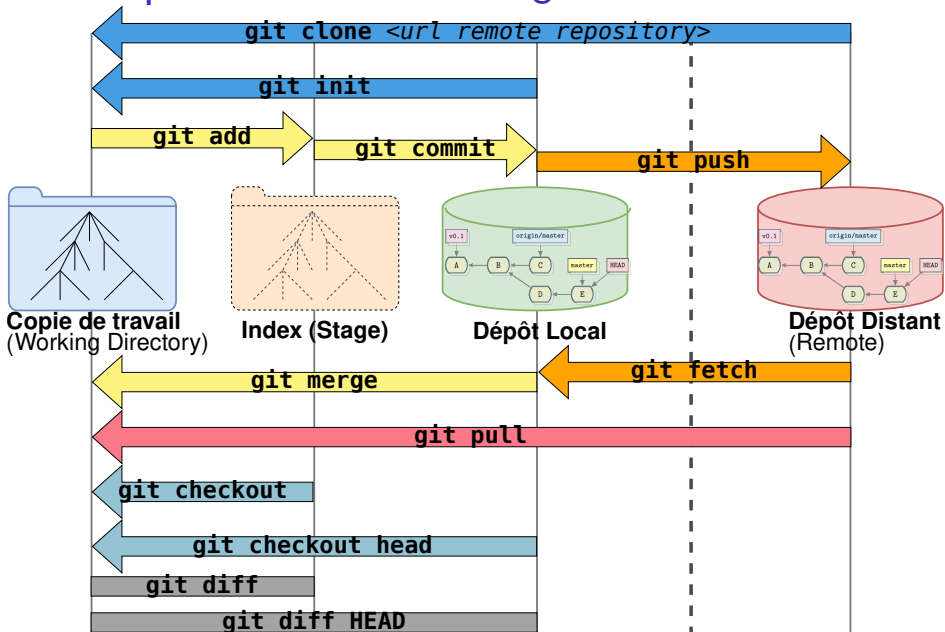 git clone <url remote repository>
git init
git add
git commit
git push
v0.1
origin/master
A
B
C
master
HEAD
D
E
v0.1
origin/master
A
B
C
master
HEAD
D
E
Copie de travail
(Working Directory)
Index (Stage)
Dépôt Local
Dépôt Distant
(Remote)
git fetch
git merge
git pull
git checkout
git checkout head
git diff
git diff HEAD